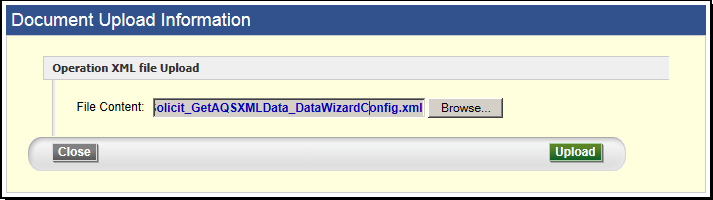 Document Upload Information
Operation XML file Upload
File Content: olicit_GetAQSXMLData_DataWizardConfig.xml Browse...
Close Upload